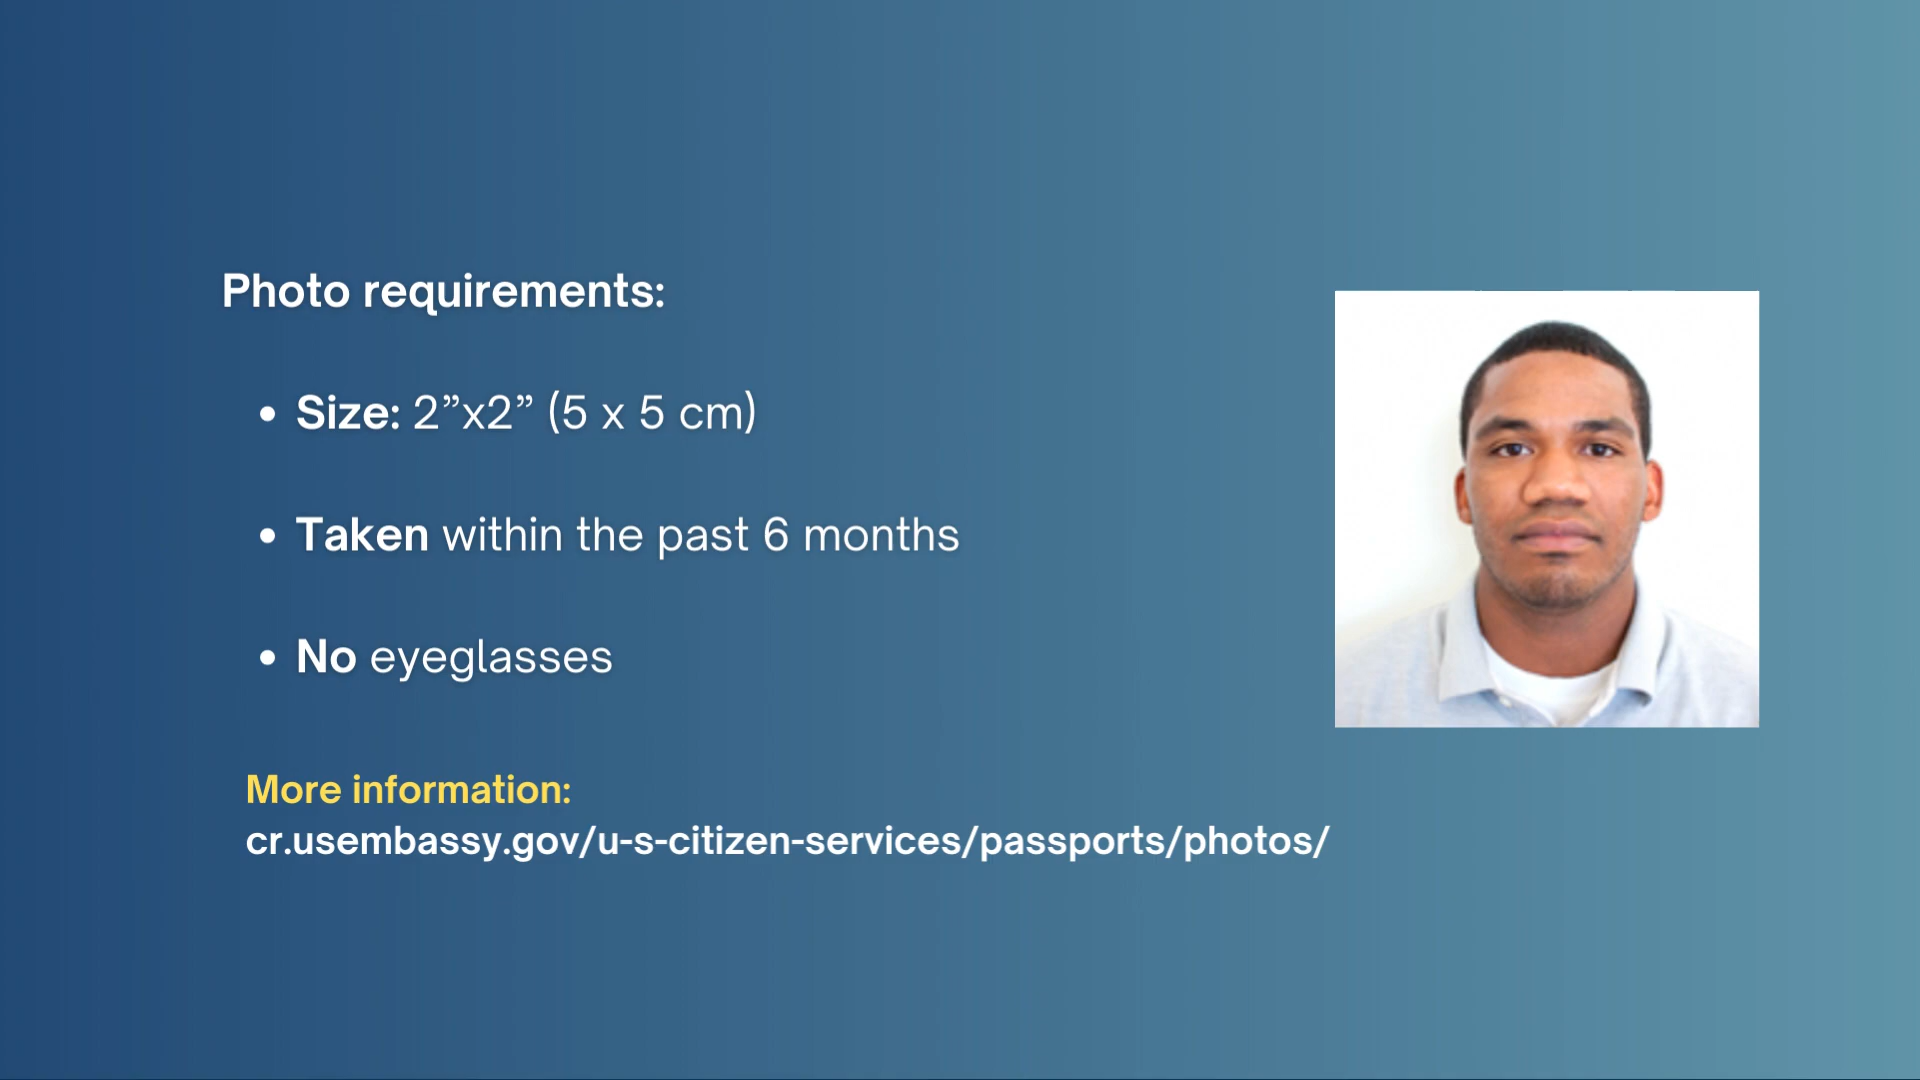 Photo requirements:
• Size: 2”x2” (5 x 5 cm)
• Taken within the past 6 months
• No eyeglasses
More information:
cr.usembassy.gov/u-s-citizen-services/passports/photos/